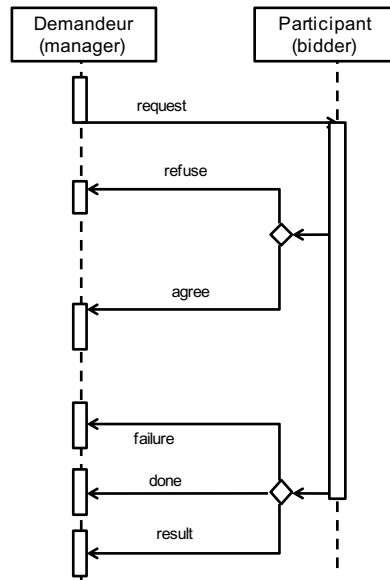 Demandeur
(manager)
Participant
(bidder)
request
refuse
agree
failure
done
result